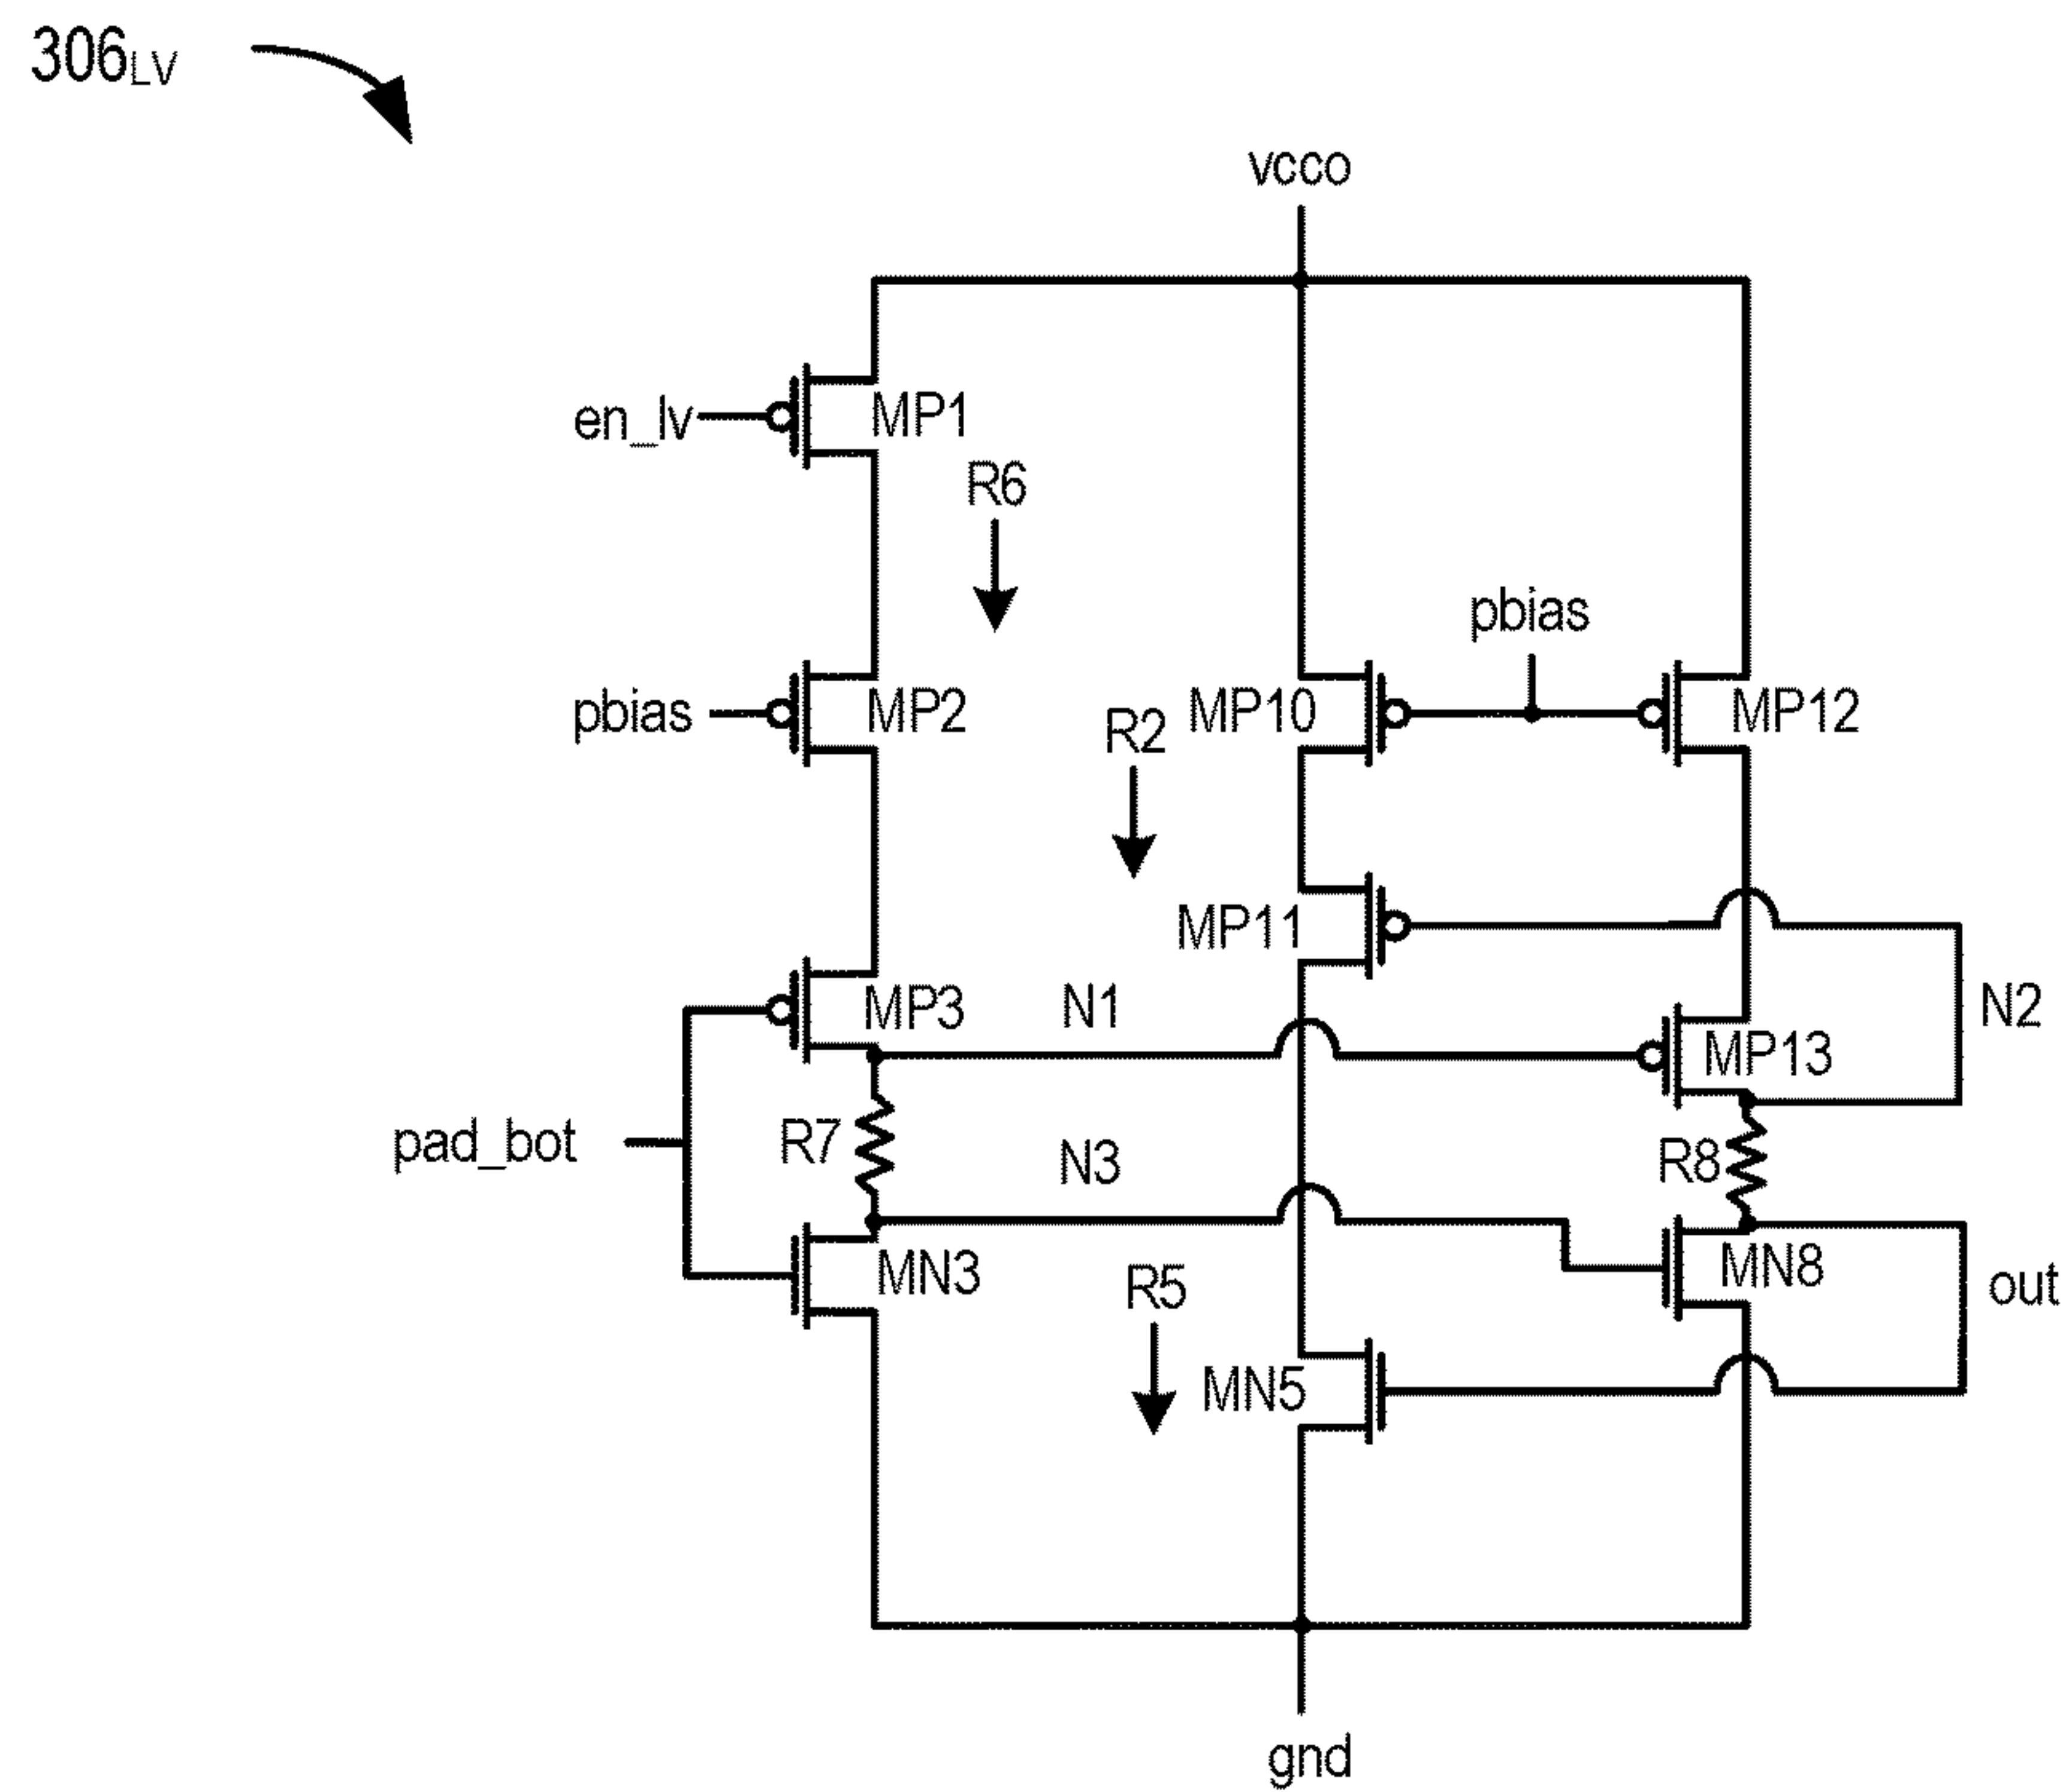 306LV
vcco
en_lv
MP1
R6
pbias
pbias
MP2
R2
MP10
MP12
MP11
MP3
N1
N2
MP13
pad_bot
R7
N3
R8
MN3
R5
MN8
out
MN5
gnd